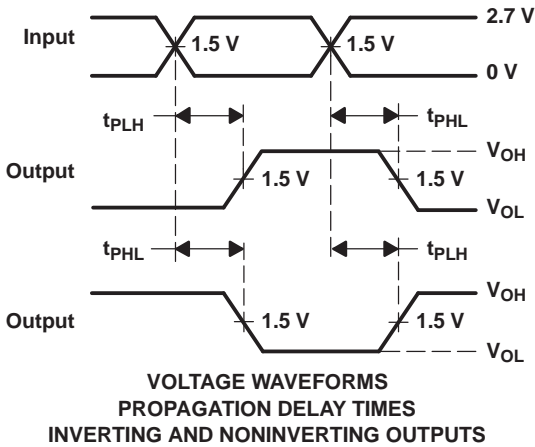 2.7 V
Input
1.5 V
1.5 V
0 V
tPLH
tPHL
VOH
Output
1.5 V
1.5 V
VOL
tPHL
tPLH
VOH
Output
1.5 V
1.5 V
VOL
VOLTAGE WAVEFORMS
PROPAGATION DELAY TIMES
INVERTING AND NONINVERTING OUTPUTS